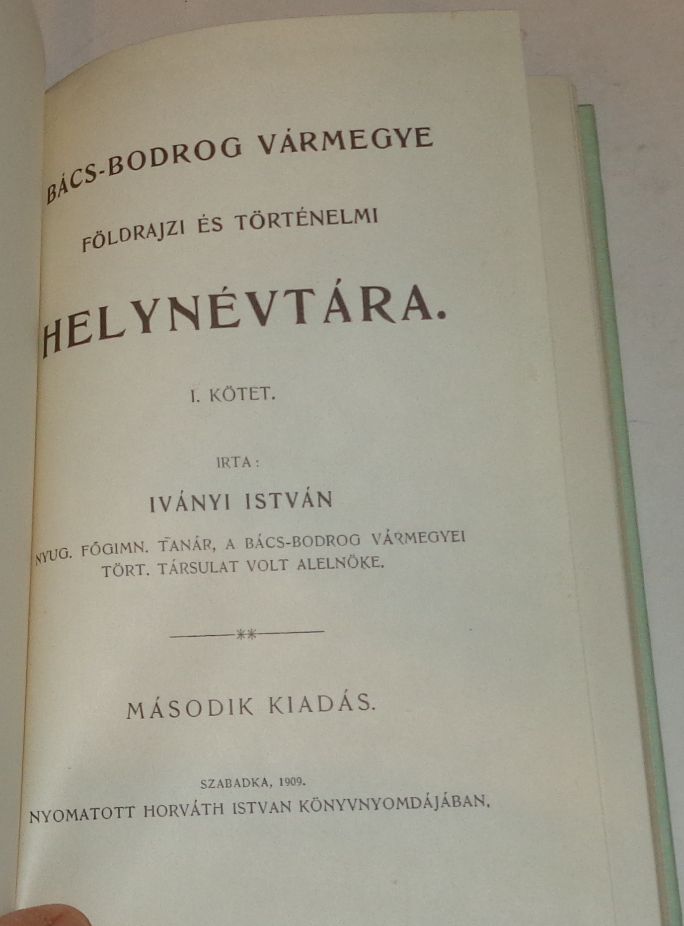 BÁCS-BODROG VÁRMEGYE
FÖLDRAJZI ÉS TÖRTÉNELMI
HELYNÉVTÁRA.
I. KÖTET.
IRTA:
IVÁNYI ISTVÁN
NYUG. FŐGIMN. TANÁR, A BÁCS-BODROG VÁRMEGYEI
TÖRT. TÁRSULAT VOLT ALELNÖKE.
MÁSODIK KIADÁS.
SZABADKA, 1909.
NYOMATOTT HORVÁTH ISTVAN KÖNYVNYOMDÁJÁBAN.